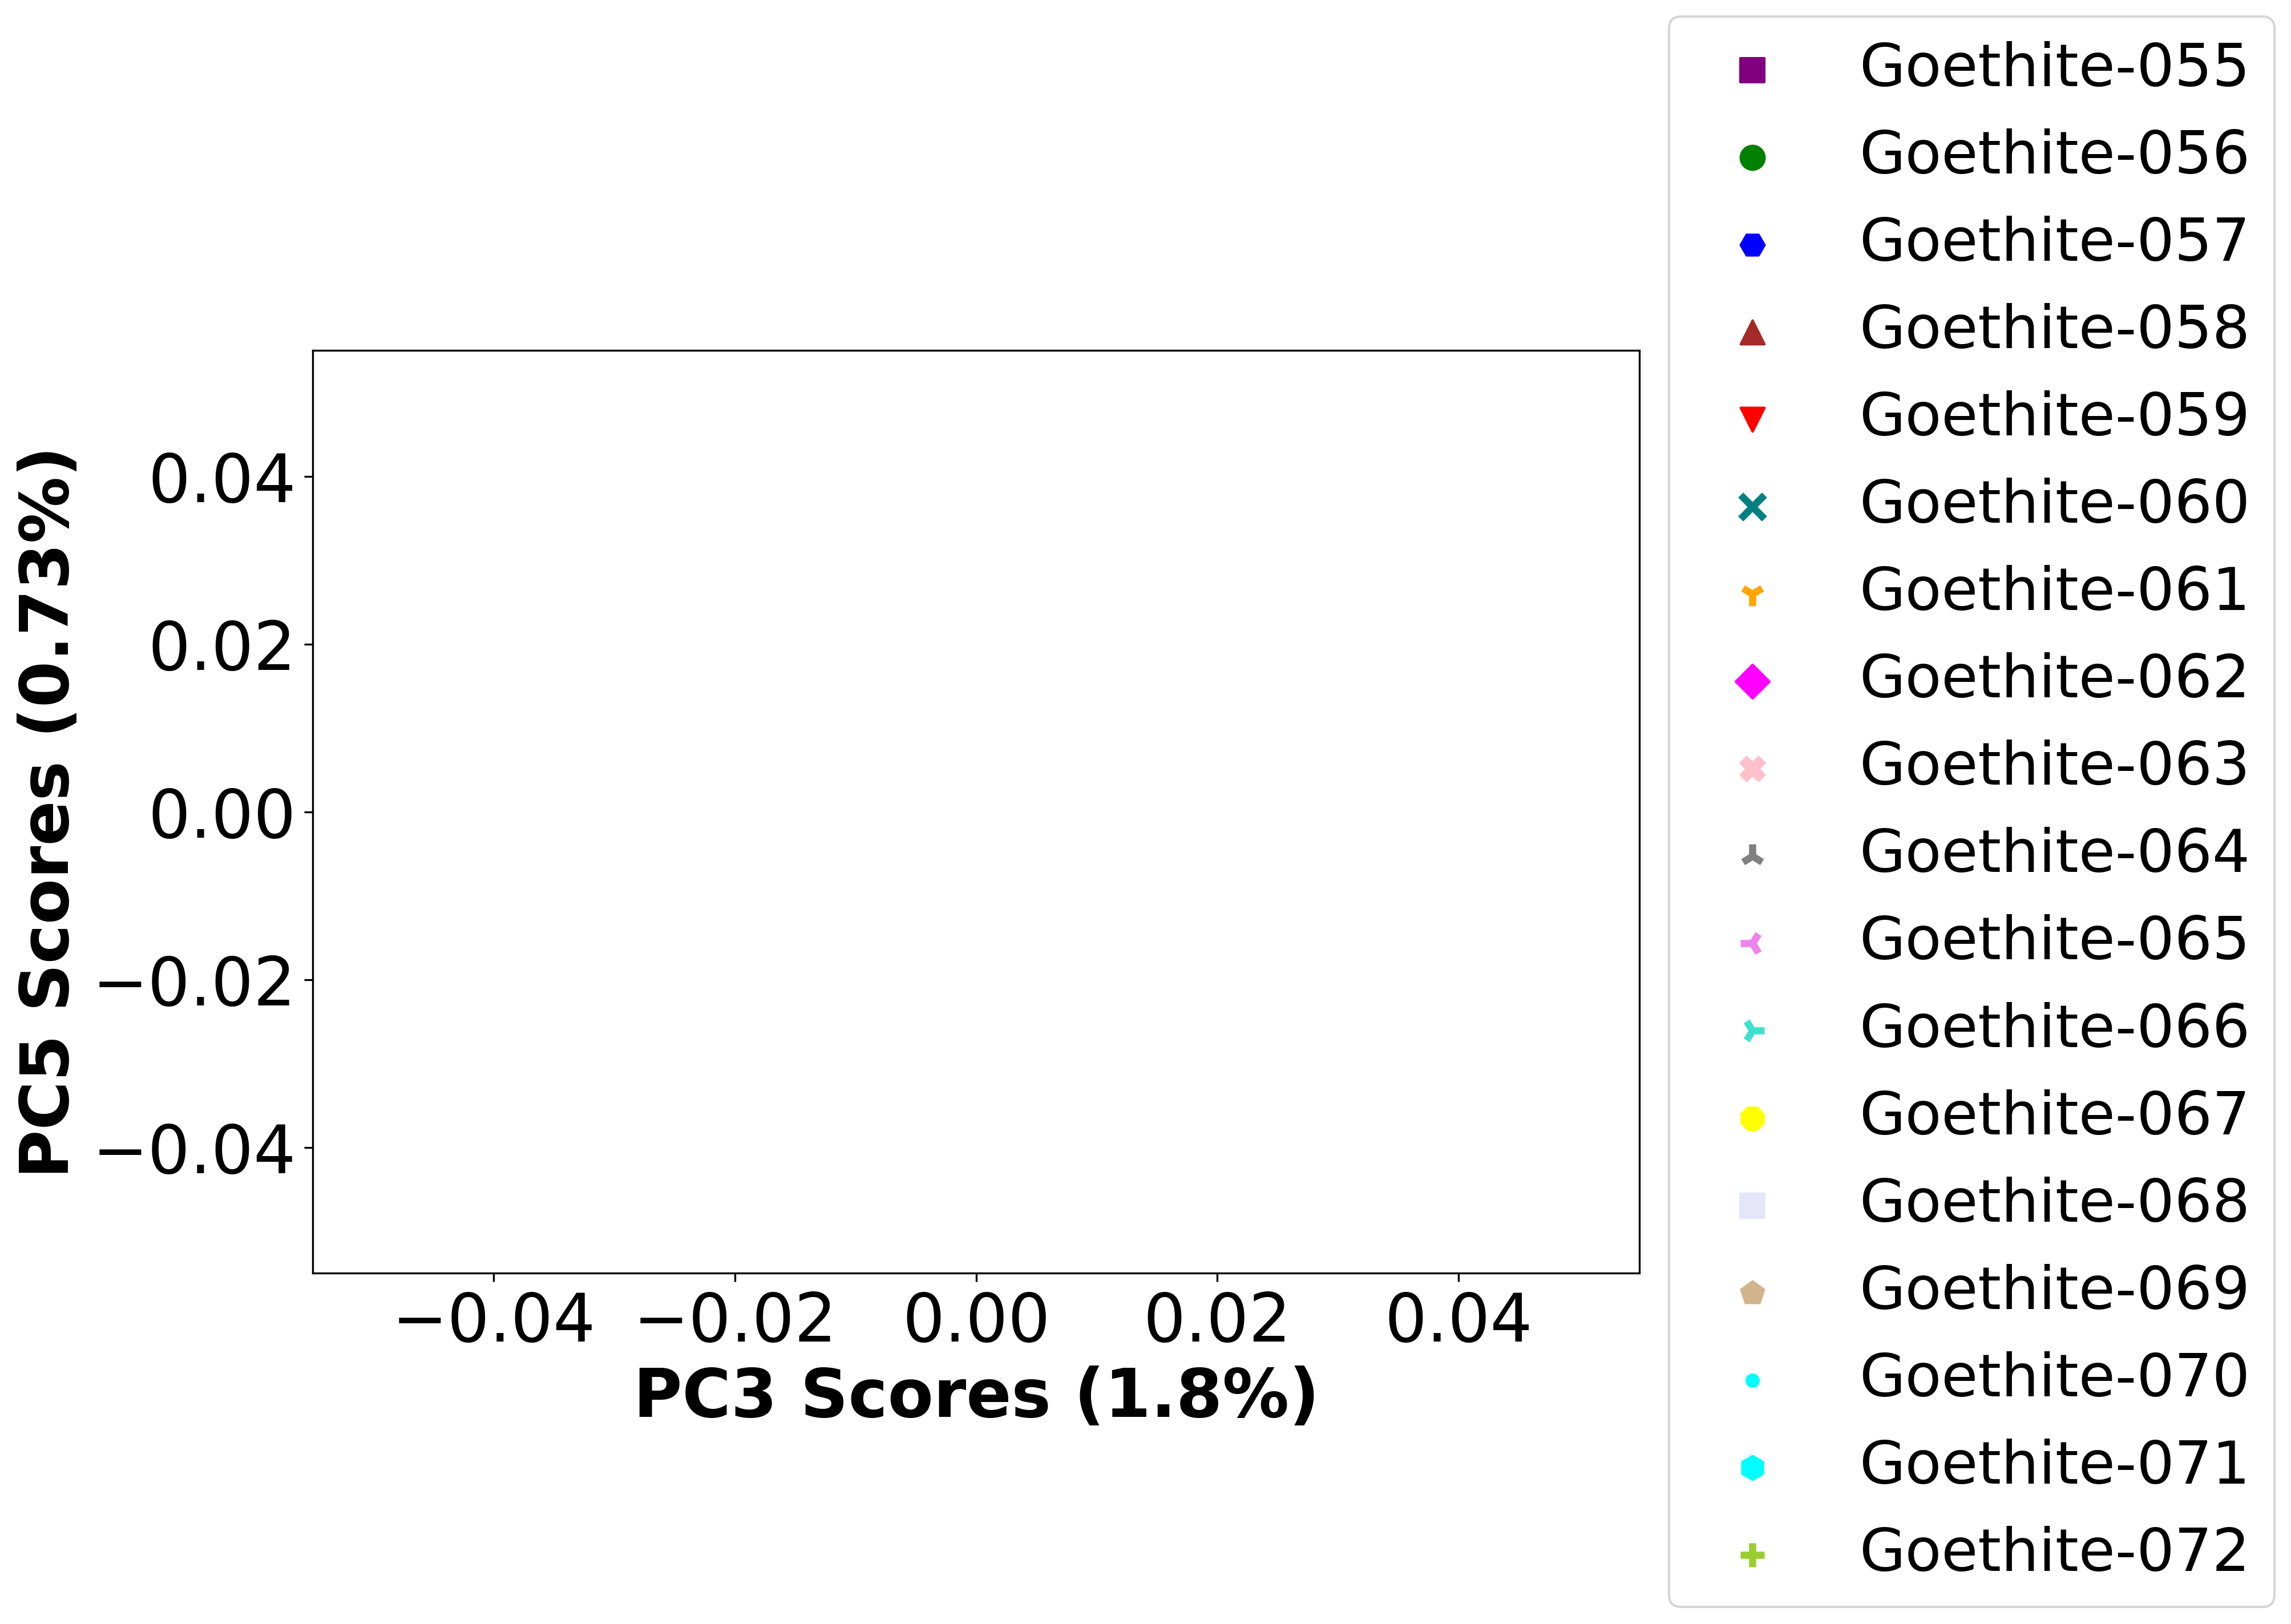 PC5 Scores (0.73%)
0.04
0.02
0.00
−0.02
−0.04
−0.04
−0.02
0.00
0.02
0.04
PC3 Scores (1.8%)
Goethite-055
Goethite-056
Goethite-057
Goethite-058
Goethite-059
Goethite-060
Goethite-061
Goethite-062
Goethite-063
Goethite-064
Goethite-065
Goethite-066
Goethite-067
Goethite-068
Goethite-069
Goethite-070
Goethite-071
Goethite-072